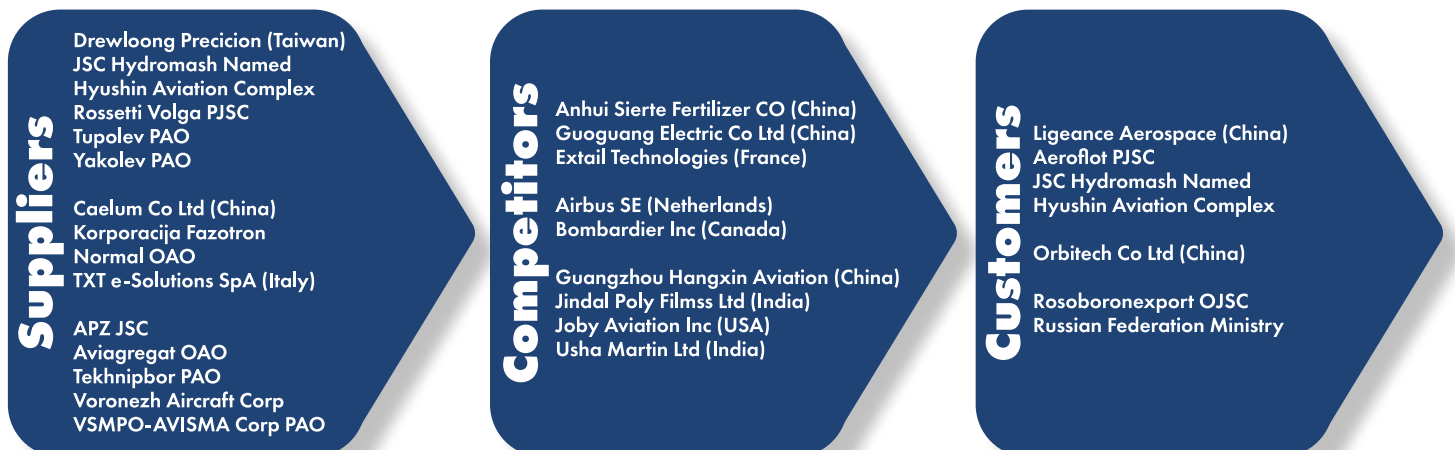 Suppliers
Drewloong Precicion (Taiwan)
JSC Hydromash Named
Hyushin Aviation Complex
Rossetti Volga PJSC
Tupolev PAO
Yakolev PAO
Caelum Co Ltd (China)
Korporacija Fazotron
Normal OAO
TXT e-Solutions SpA (Italy)
APZ JSC
Aviagregat OAO
Tekhnipbor PAO
Voronezh Aircraft Corp
VSMPO-AVISMA Corp PAO
Competitors
Anhui Sierte Fertilizer CO (China)
Guoguang Electric Co Ltd (China)
Extail Technologies (France)
Airbus SE (Netherlands)
Bombardier Inc (Canada)
Guangzhou Hangxin Aviation (China)
Jindal Poly Filmss Ltd (India)
Joby Aviation Inc (USA)
Usha Martin Ltd (India)
Customers
Ligeance Aerospace (China)
Aeroflot PJSC
JSC Hydromash Named
Hyushin Aviation Complex
Orbitech Co Ltd (China)
Rosoboronexport OJSC
Russian Federation Ministry